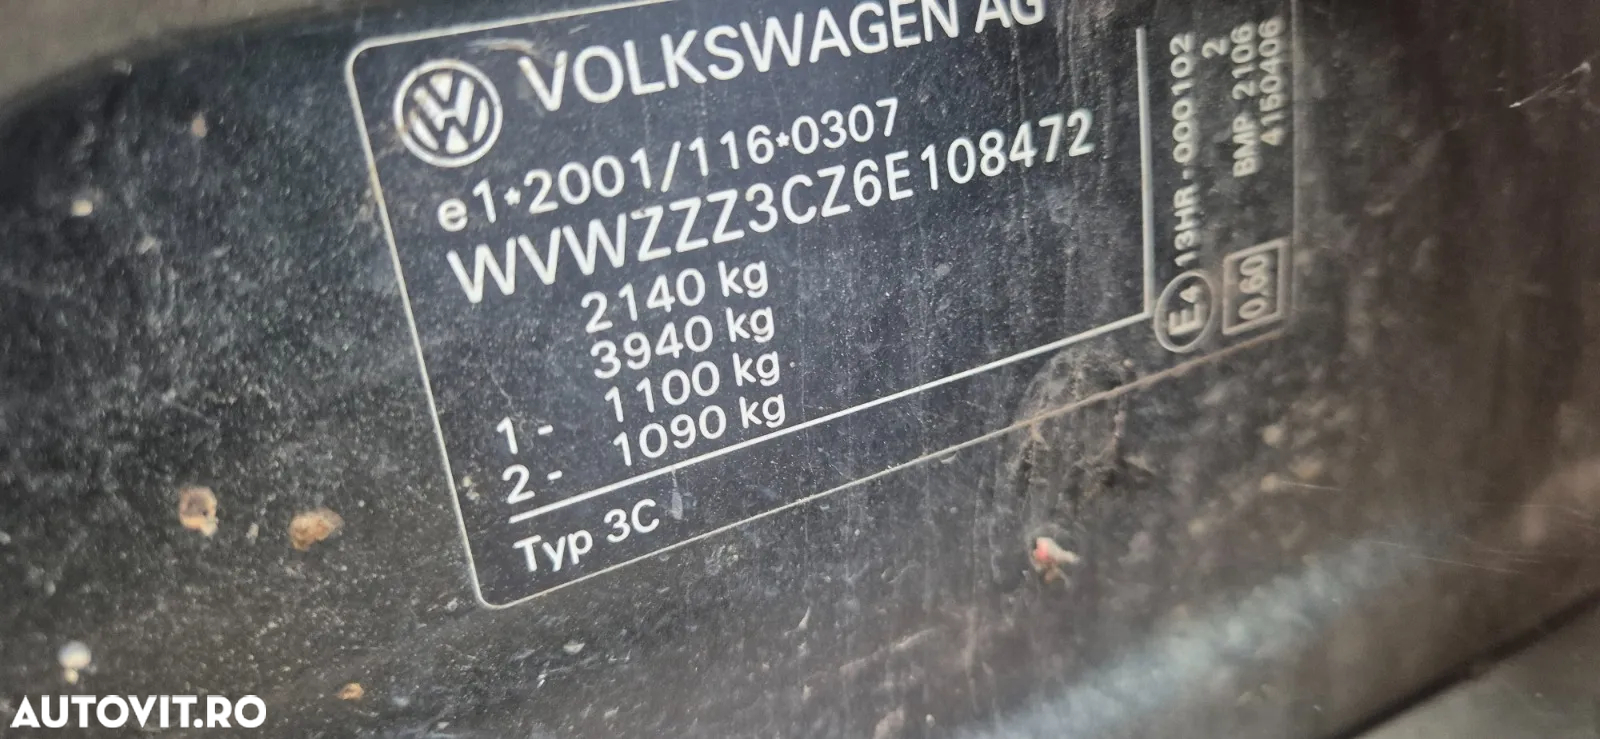 VOLKSWAGEN AG
e1*2001/116*0307
WVWZZZ3CZ6E108472
2140 kg
3940 kg
1 - 1100 kg
2 - 1090 kg
Typ 3C
E4 13HR - 000102
2
0,60 BMP 2106
4150406
AUTOVIT.RO